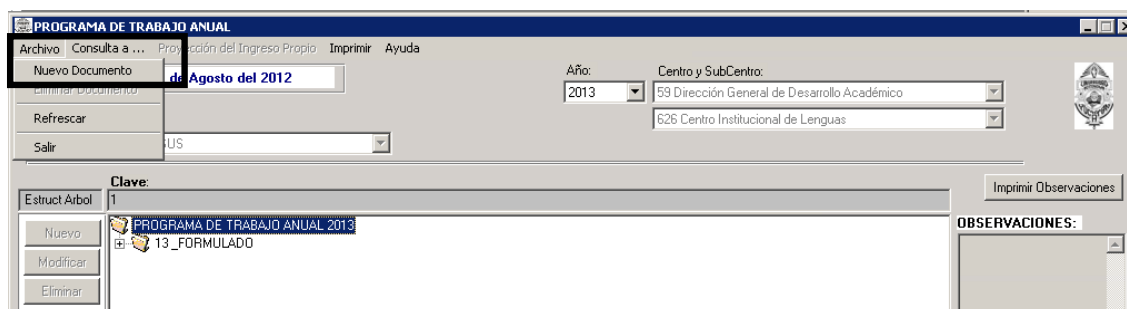 PROGRAMA DE TRABAJO ANUAL
Archivo Consulta a ... Proyección del Ingreso Propio Imprimir Ayuda
Nuevo Documento
de Agosto del 2012
Año:
Centro y SubCentro:
Eliminar Documento
2013
59 Dirección General de Desarrollo Académico
Refrescar
626 Centro Institucional de Lenguas
Salir
SUS
Clave:
Imprimir Observaciones
Estruct Arbol
1
Nuevo
PROGRAMA DE TRABAJO ANUAL 2013
OBSERVACIONES:
13_FORMULADO
Modificar
Eliminar